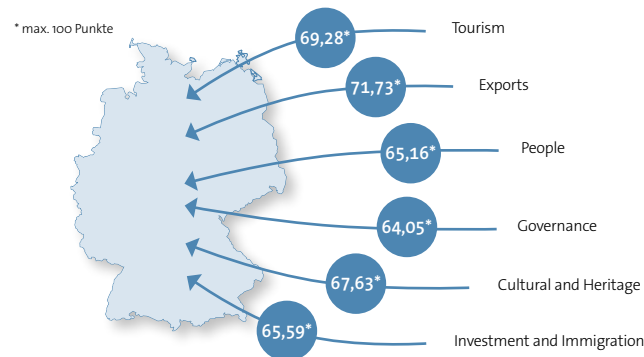 * max. 100 Punkte
69,28*
Tourism
71,73*
Exports
65,16*
People
64,05*
Governance
67,63*
Cultural and Heritage
65,59*
Investment and Immigration